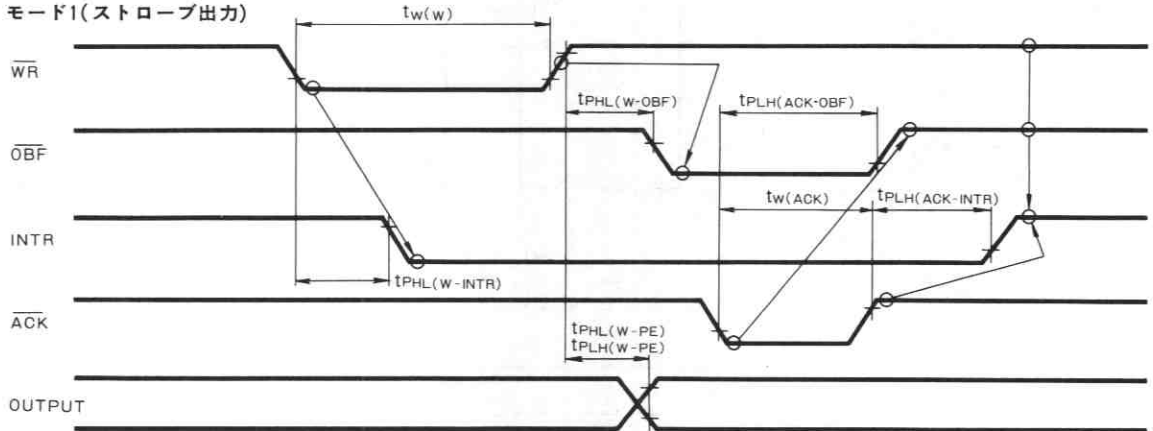 モード1(ストローブ出力)
tW(W)
WR
tPHL(W-OBF)
tPLH(ACK-OBF)
OBF
tW(ACK)
tPLH(ACK-INTR)
INTR
tPHL(W-INTR)
ACK
tPHL(W-PE)
tPLH(W-PE)
OUTPUT